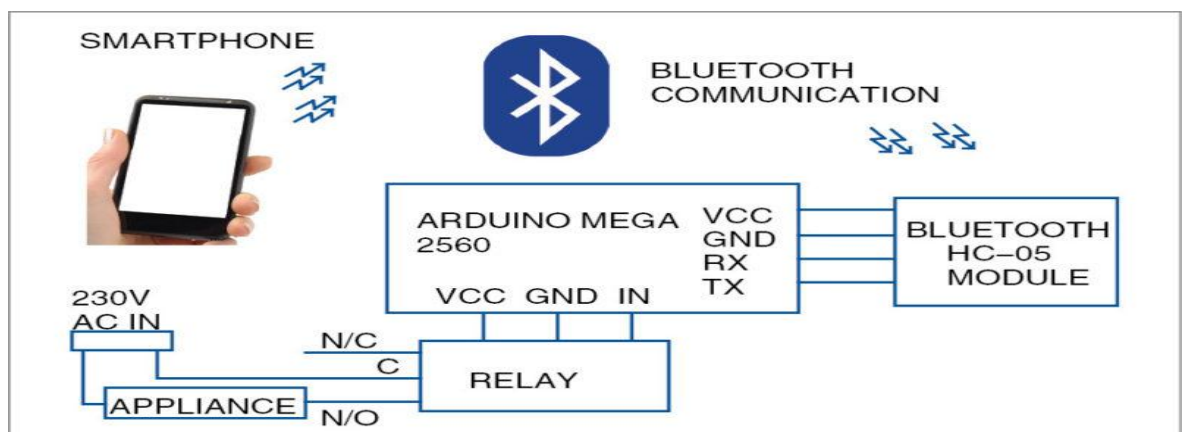 SMARTPHONE
BLUETOOTH
COMMUNICATION
ARDUINO MEGA
2560
VCC
GND
RX
TX
BLUETOOTH
HC-05
MODULE
VCC GND IN
230V
AC IN
N/C
C
RELAY
APPLIANCE
N/O